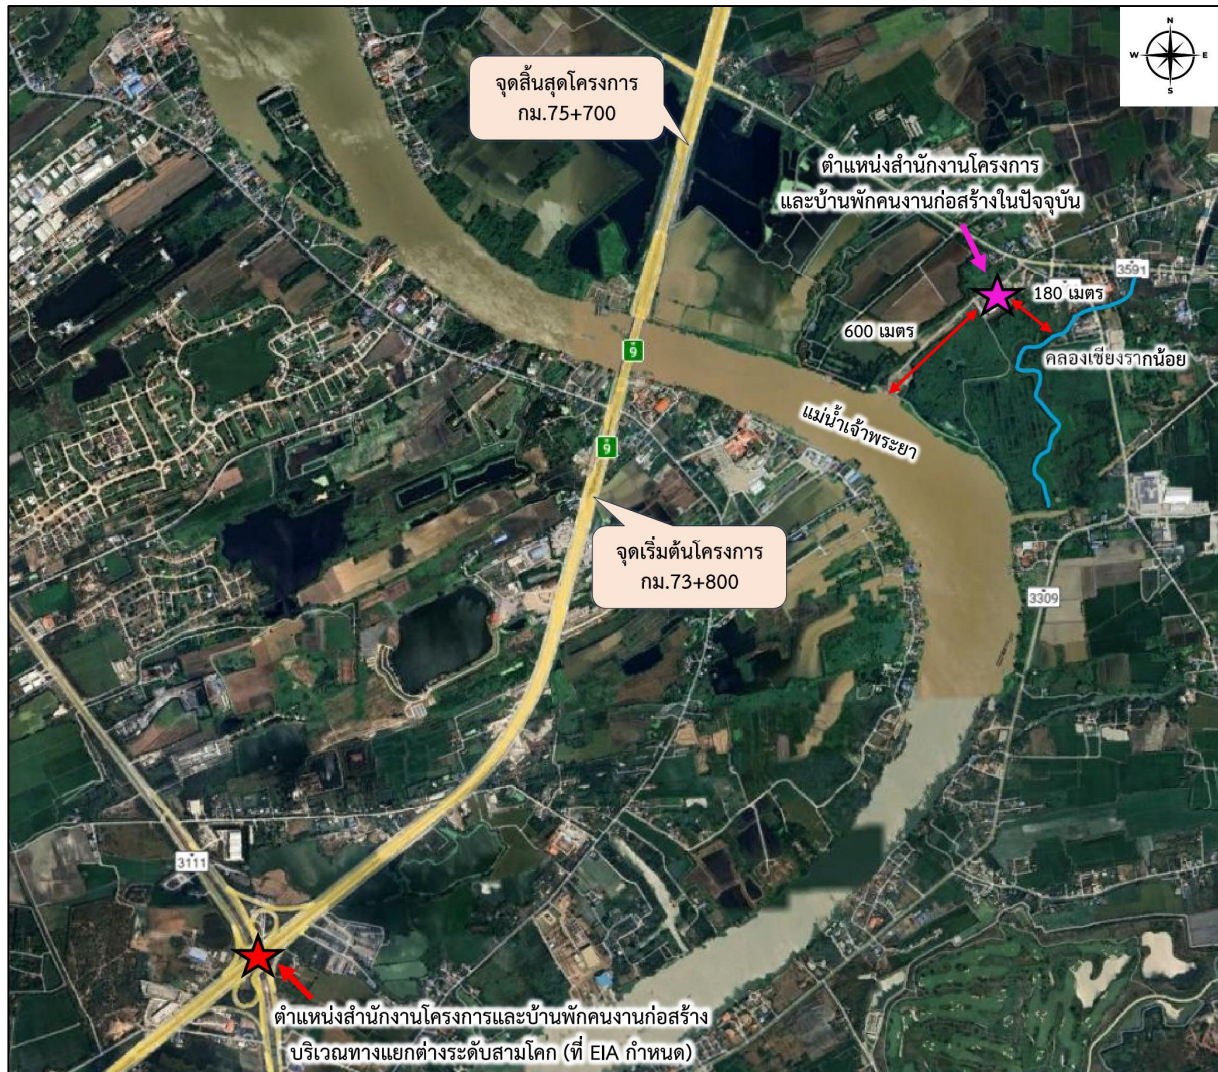 N
W E
S
จุดสิ้นสุดโครงการ
กม.75+700
ตำแหน่งสำนักงานโครงการ
และบ้านพักคนงานก่อสร้างในปัจจุบัน
3591
180 เมตร
600 เมตร
คลองเชียงรากน้อย
9
แม่น้ำเจ้าพระยา
9
จุดเริ่มต้นโครงการ
กม.73+800
3309
3111
ตำแหน่งสำนักงานโครงการและบ้านพักคนงานก่อสร้าง
บริเวณทางแยกต่างระดับสามโคก (ที่ EIA กำหนด)